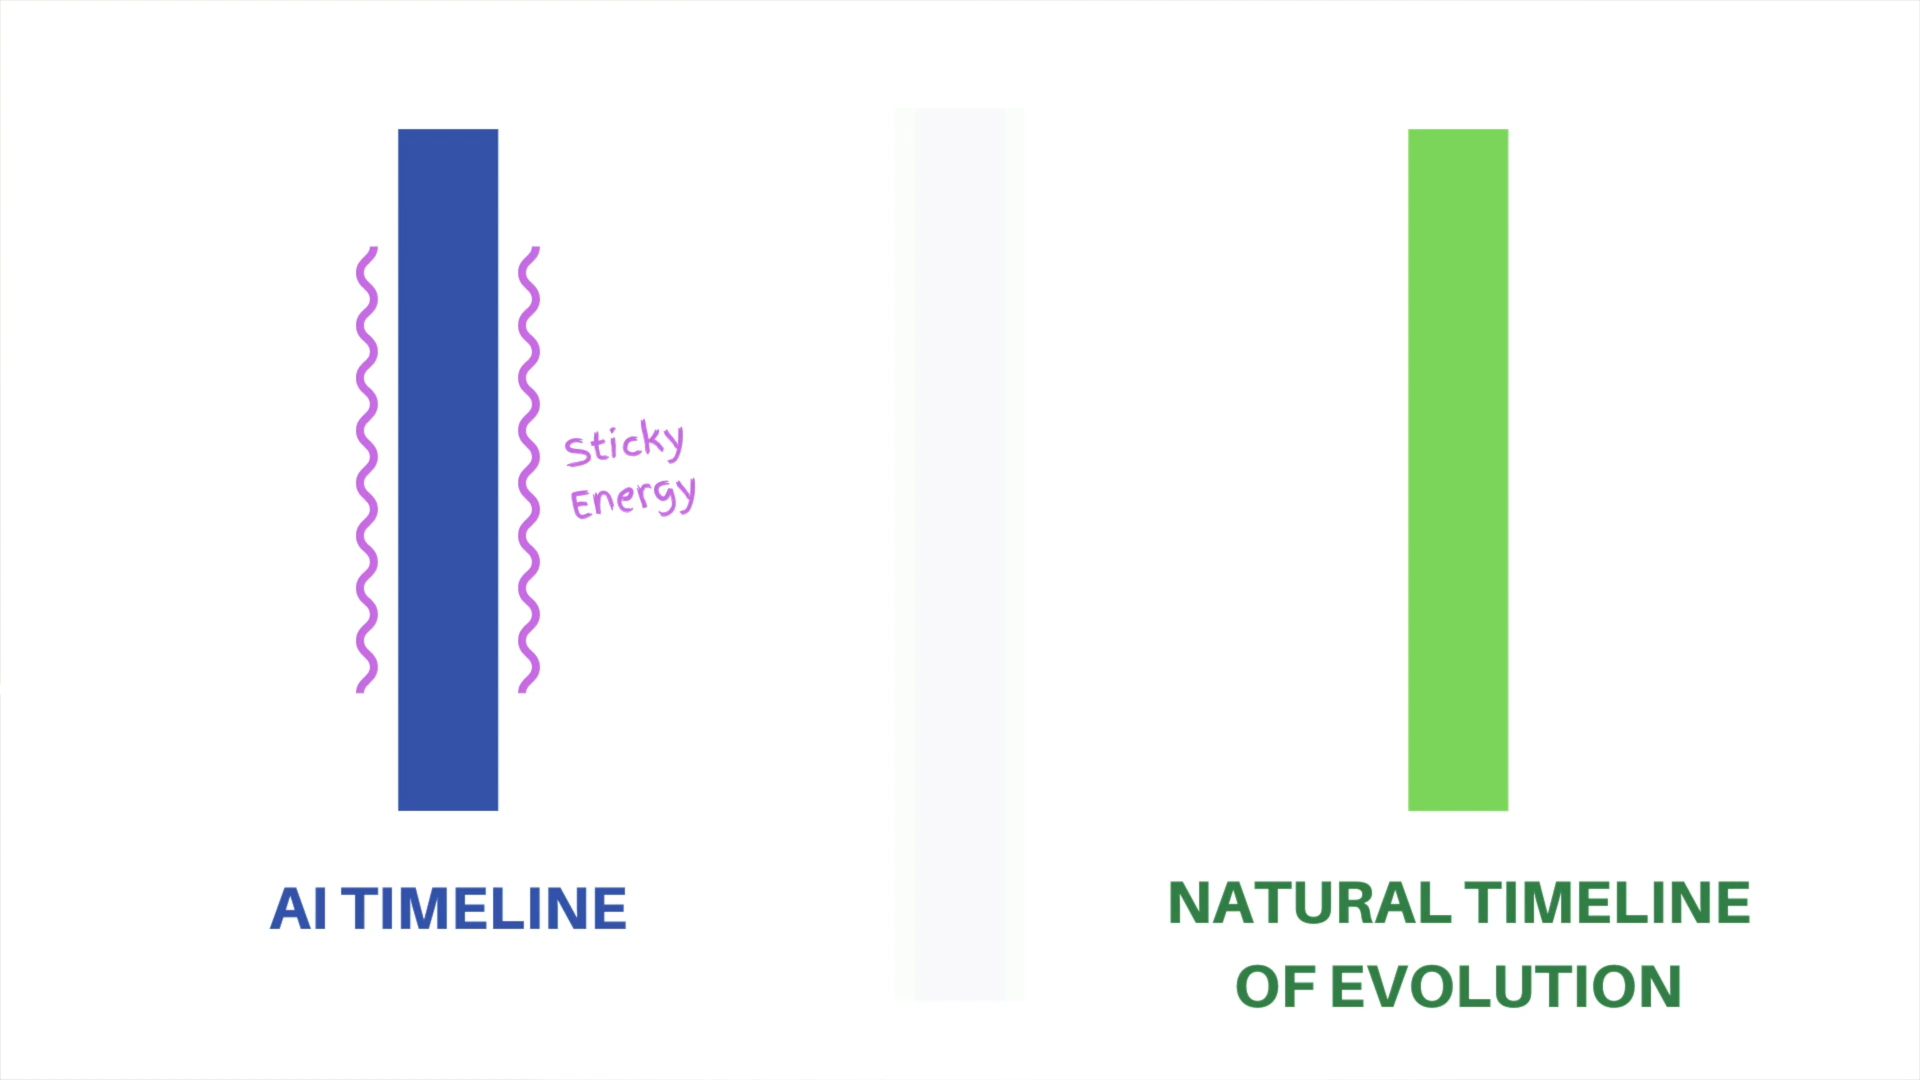 Sticky
Energy
AI TIMELINE
NATURAL TIMELINE
OF EVOLUTION